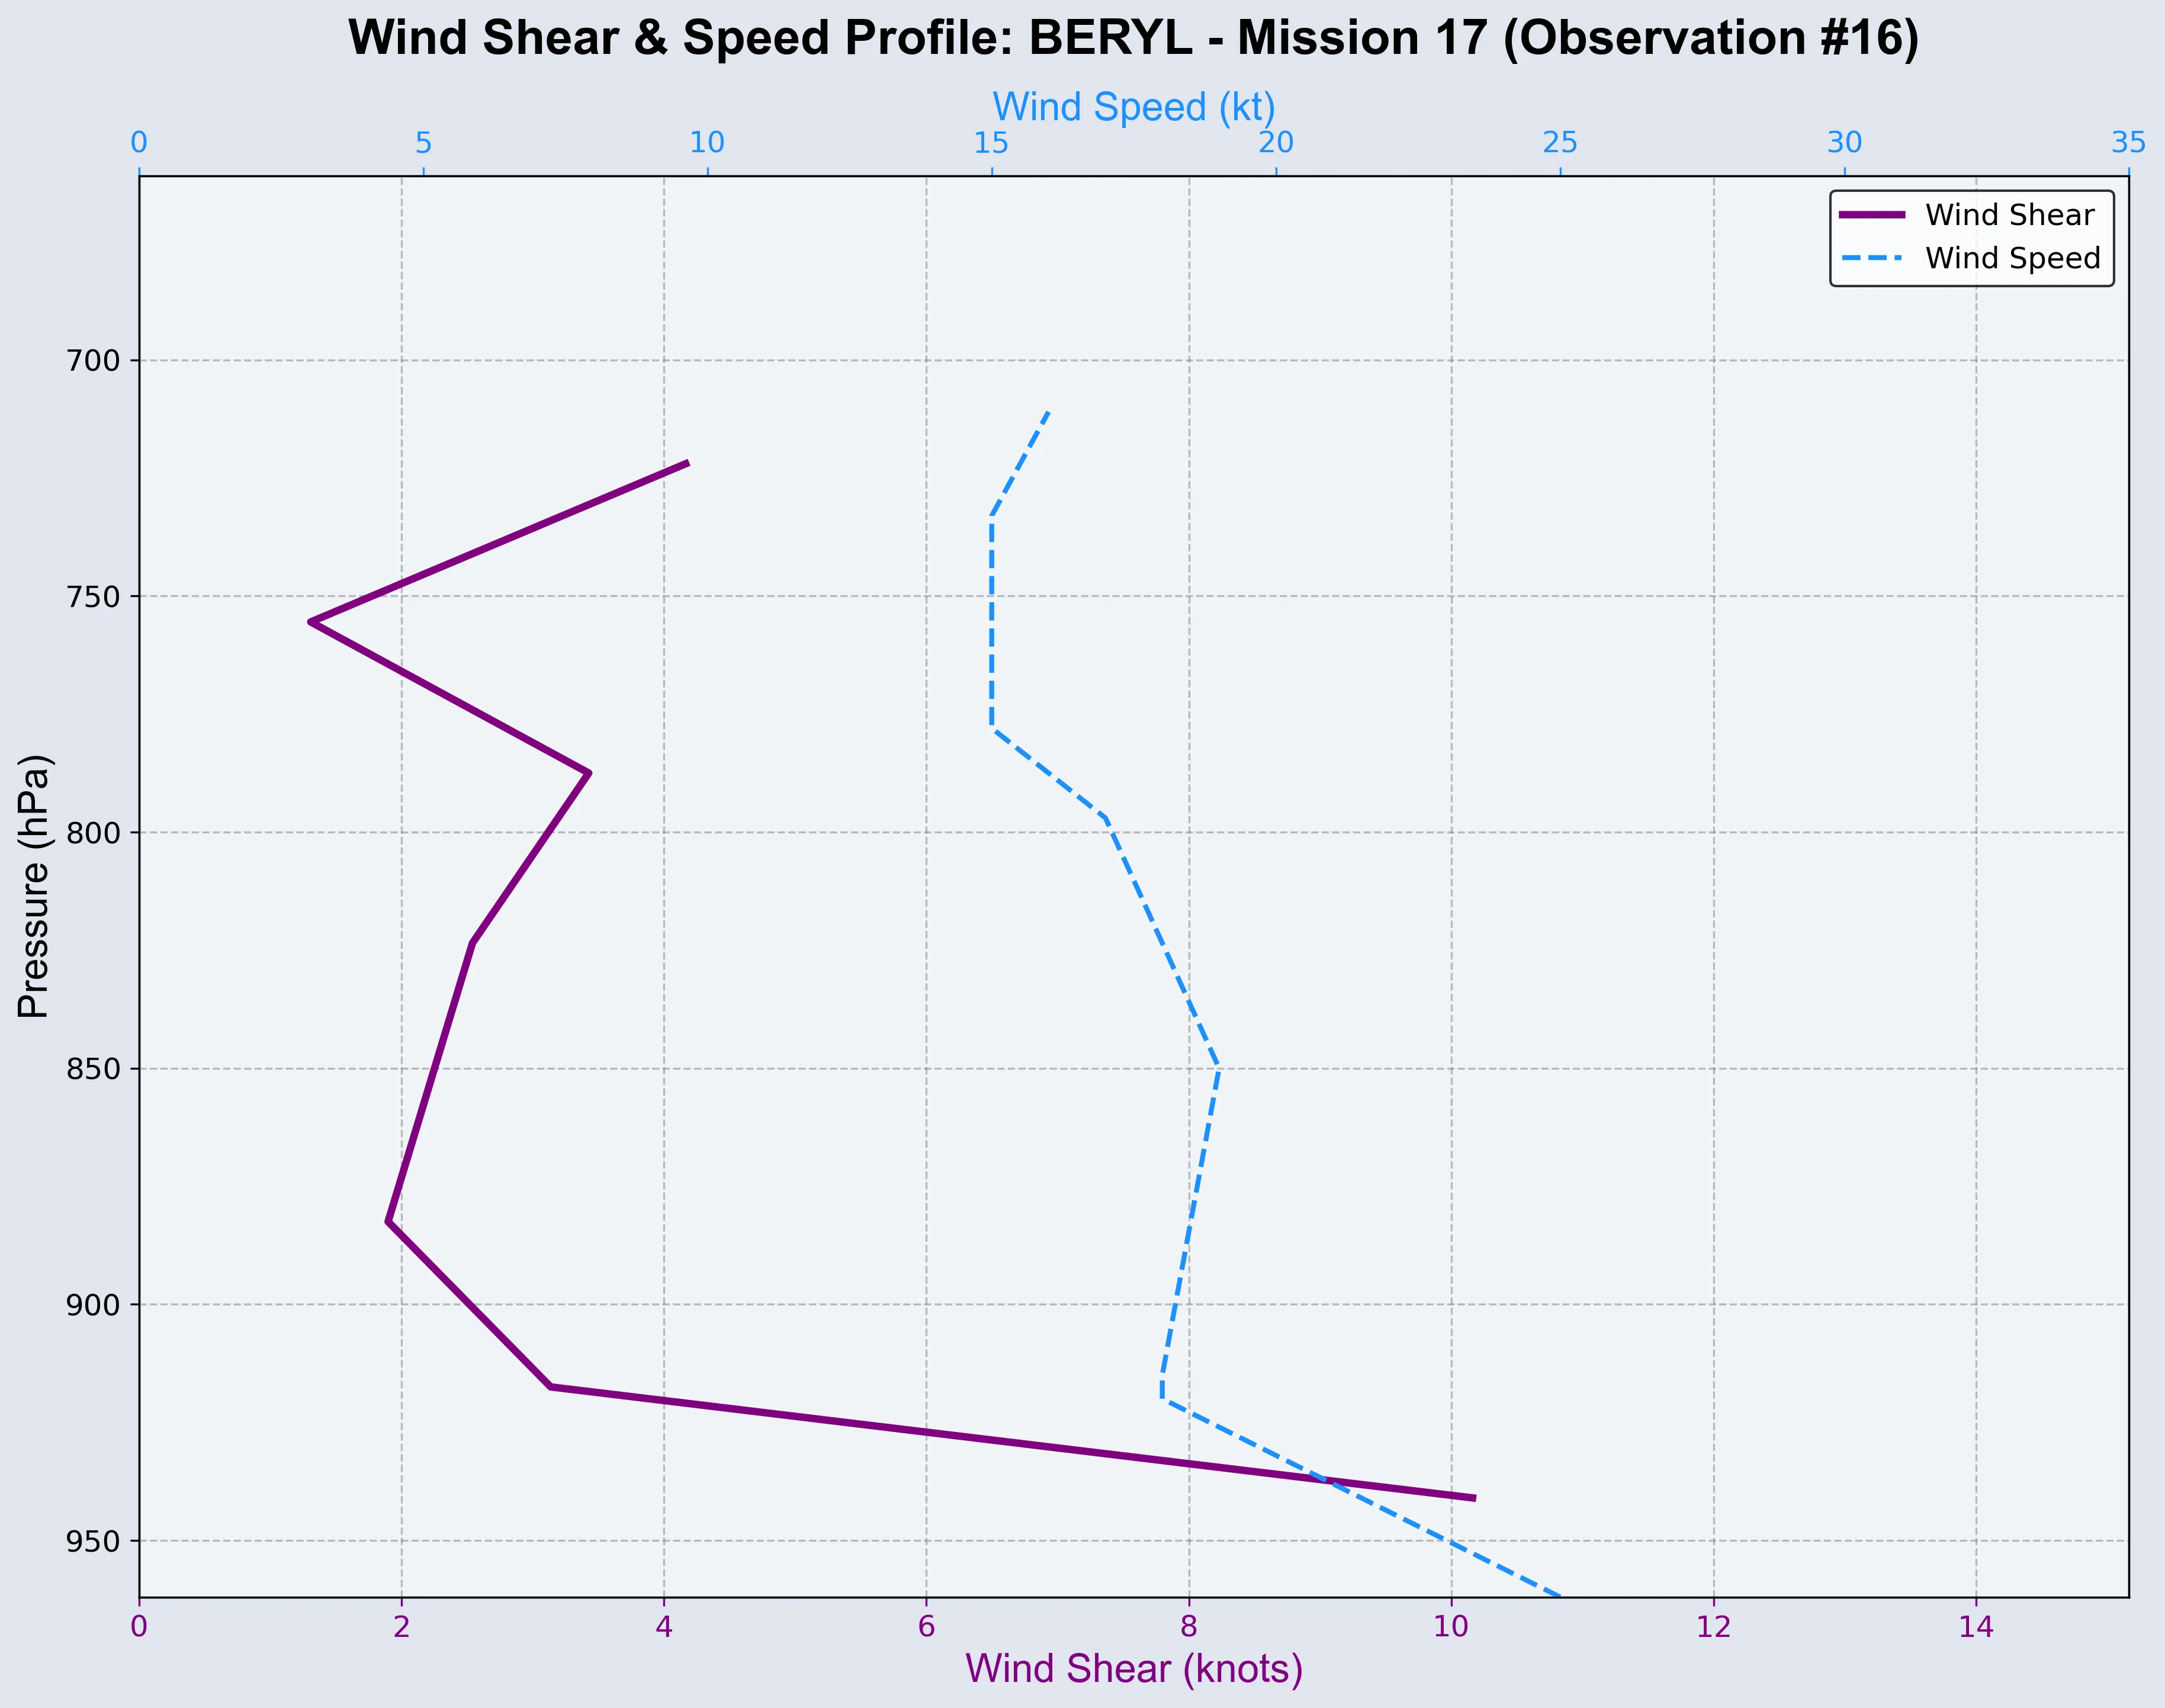 Wind Shear & Speed Profile: BERYL - Mission 17 (Observation #16)
Wind Speed (kt)
0 5 10 15 20 25 30 35
Wind Shear
Wind Speed
Pressure (hPa)
700
750
800
850
900
950
0 2 4 6 8 10 12 14
Wind Shear (knots)